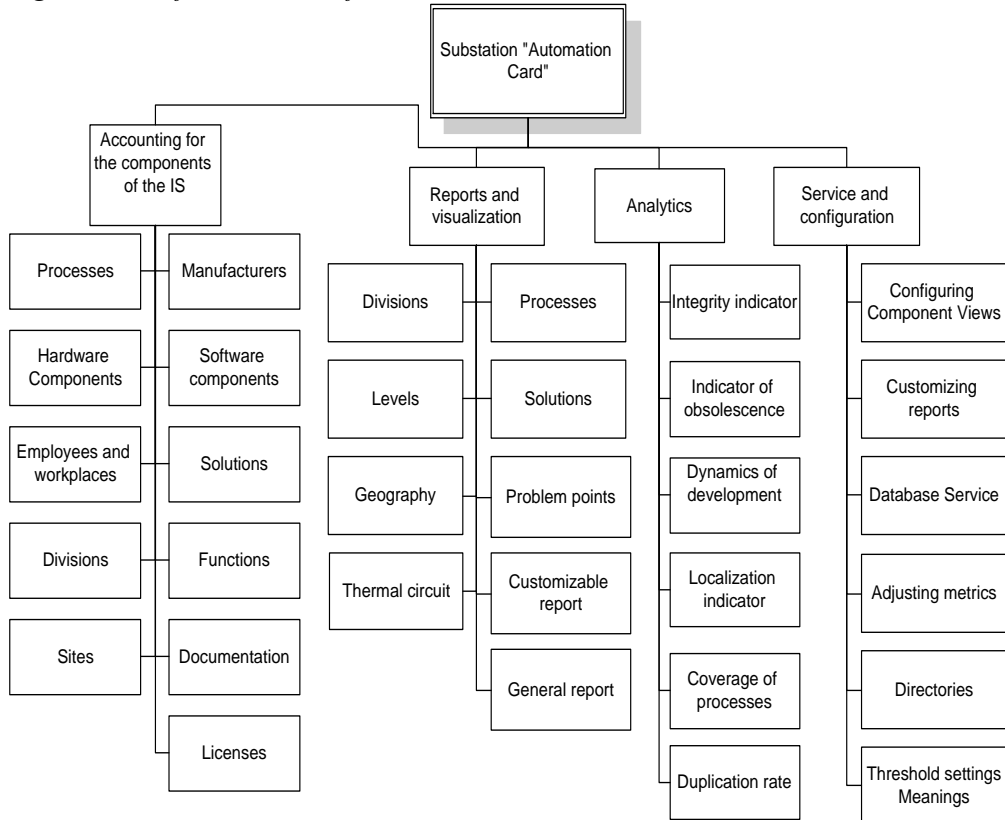 Substation "Automation
Card"
Accounting for
the components
of the IS
Reports and
visualization
Analytics
Service and
configuration
Processes
Manufacturers
Hardware
Components
Software
components
Employees and
workplaces
Solutions
Divisions
Functions
Sites
Documentation
Licenses
Divisions
Processes
Levels
Solutions
Geography
Problem points
Thermal circuit
Customizable
report
General report
Integrity indicator
Indicator of
obsolescence
Dynamics of
development
Localization
indicator
Coverage of
processes
Duplication rate
Configuring
Component Views
Customizing
reports
Database Service
Adjusting metrics
Directories
Threshold settings
Meanings